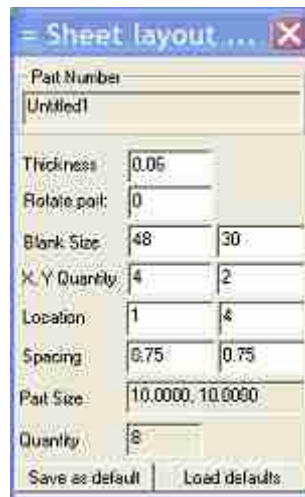 = Sheet layout ...
Part Number
Untitled1
Thickness 0.06
Rotate part: 0
Blank Size 48 30
X, Y Quantity 4 2
Location 1 4
Spacing 0.75 0.75
Part Size 10.0000, 10.0000
Quantity 8
Save as default Load defaults